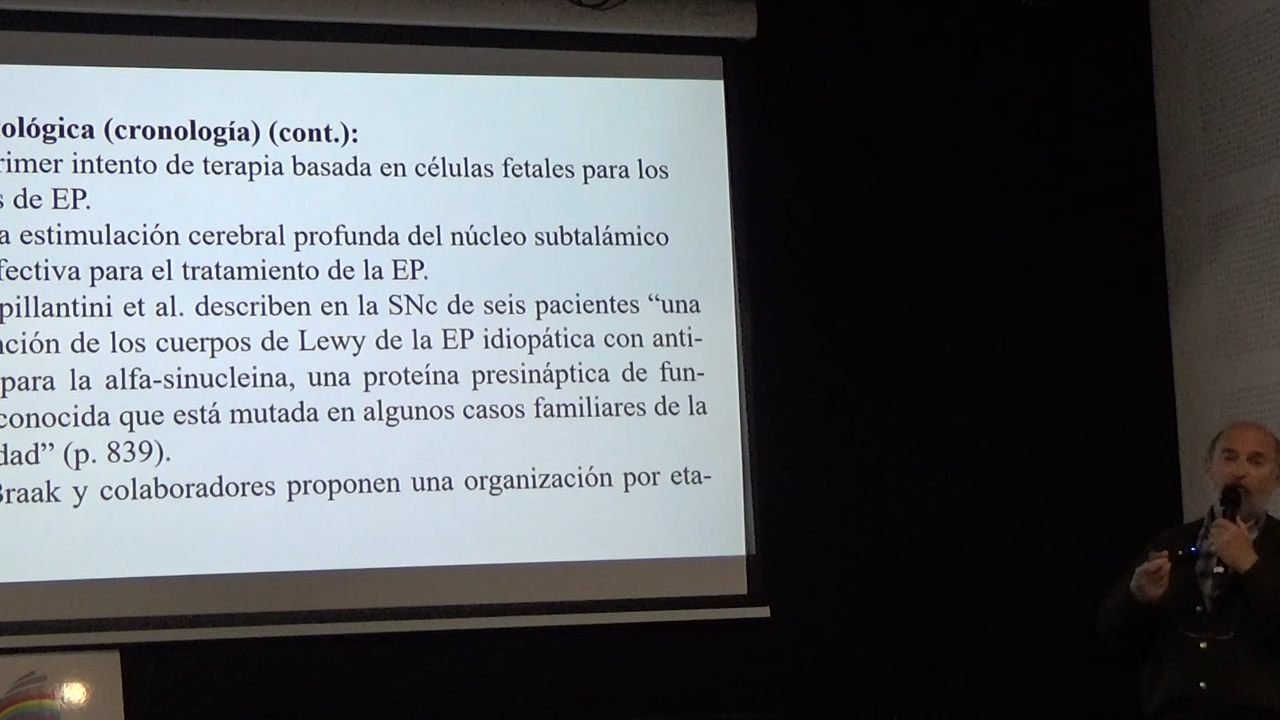 ológica (cronología) (cont.):
rimer intento de terapia basada en células fetales para los
s de EP.
a estimulación cerebral profunda del núcleo subtalámico
fectiva para el tratamiento de la EP.
pillantini et al. describen en la SNc de seis pacientes “una
ción de los cuerpos de Lewy de la EP idiopática con anti-
para la alfa-sinucleina, una proteína presináptica de fun-
conocida que está mutada en algunos casos familiares de la
dad” (p. 839).
Braak y colaboradores proponen una organización por eta-